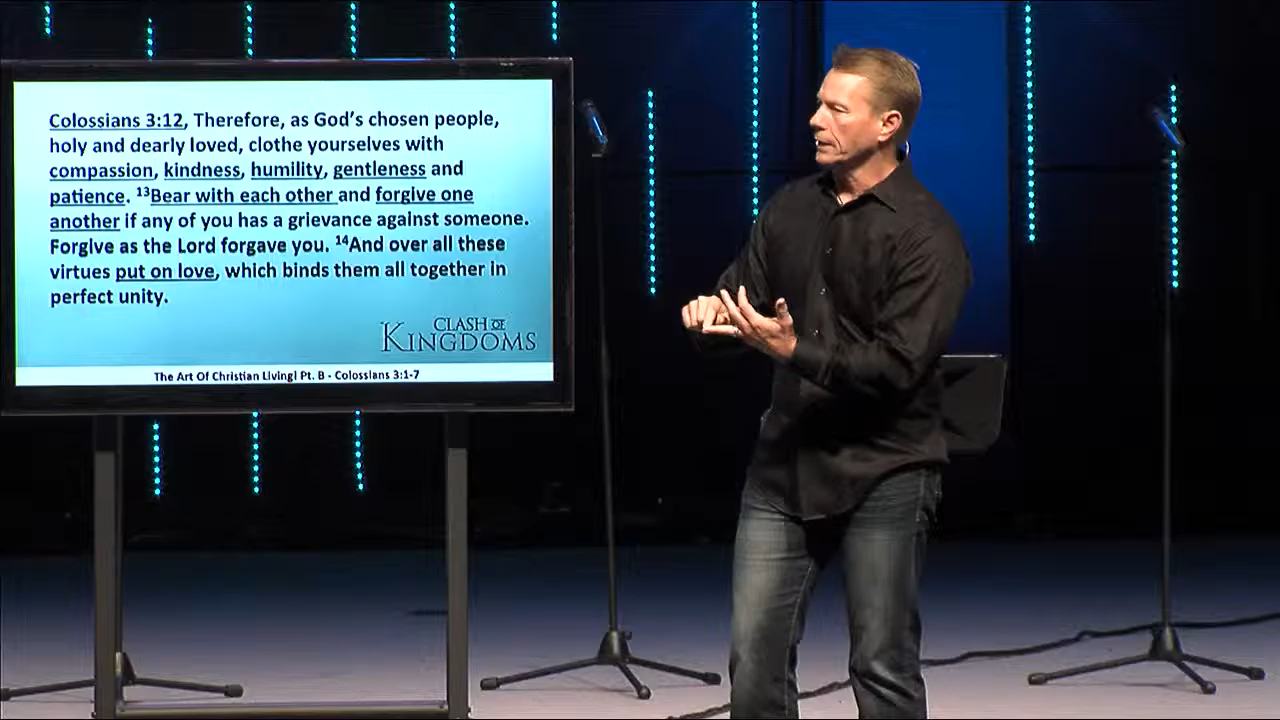 Colossians 3:12, Therefore, as God's chosen people,
holy and dearly loved, clothe yourselves with
compassion, kindness, humility, gentleness and
patience. ¹³Bear with each other and forgive one
another if any of you has a grievance against someone.
Forgive as the Lord forgave you. ¹⁴And over all these
virtues put on love, which binds them all together in
perfect unity.
CLASH OF
KINGDOMS
The Art Of Christian Living! Pt. B - Colossians 3:1-7